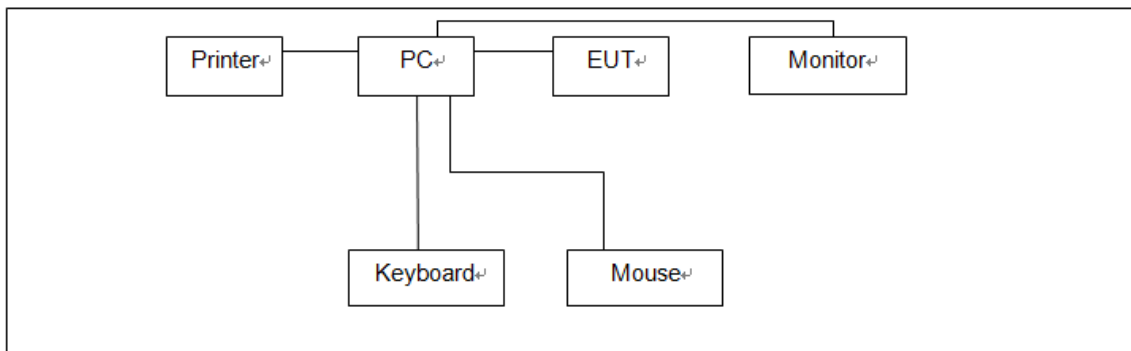 Printer
PC
EUT
Monitor
Keyboard
Mouse